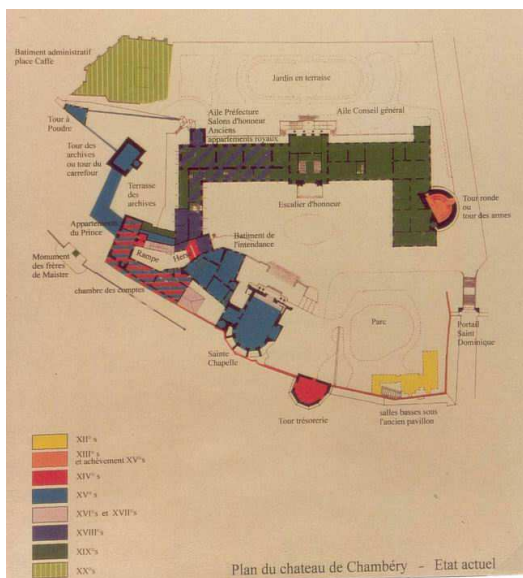 Batiment administratif
place Caffe
Jardin en terrasse
Tour à
Poudre
Aile Préfecture
Salons d'honneur
Anciens
appartements royaux
Aile Conseil général
Tour des
archives
ou tour du
carrefour
Terrasse
des
archives
Escalier d'honneur
Tour ronde
ou
tour des armes
Appartement
du Prince
Batiment de
l'intendance
Monument
des frères
de Maistre
Rampe
Herse
chambre des comptes
Sainte
Chapelle
Parc
Portail
Saint
Dominique
Tour trésorerie
salles basses sous
l'ancien pavillon
XII° s
XIII° s
et achèvement XV°s
XIV° s
XV° s
XVI°s et XVII°s
XVIII°s
XIX°s
XX°s
Plan du chateau de Chambéry - Etat actuel